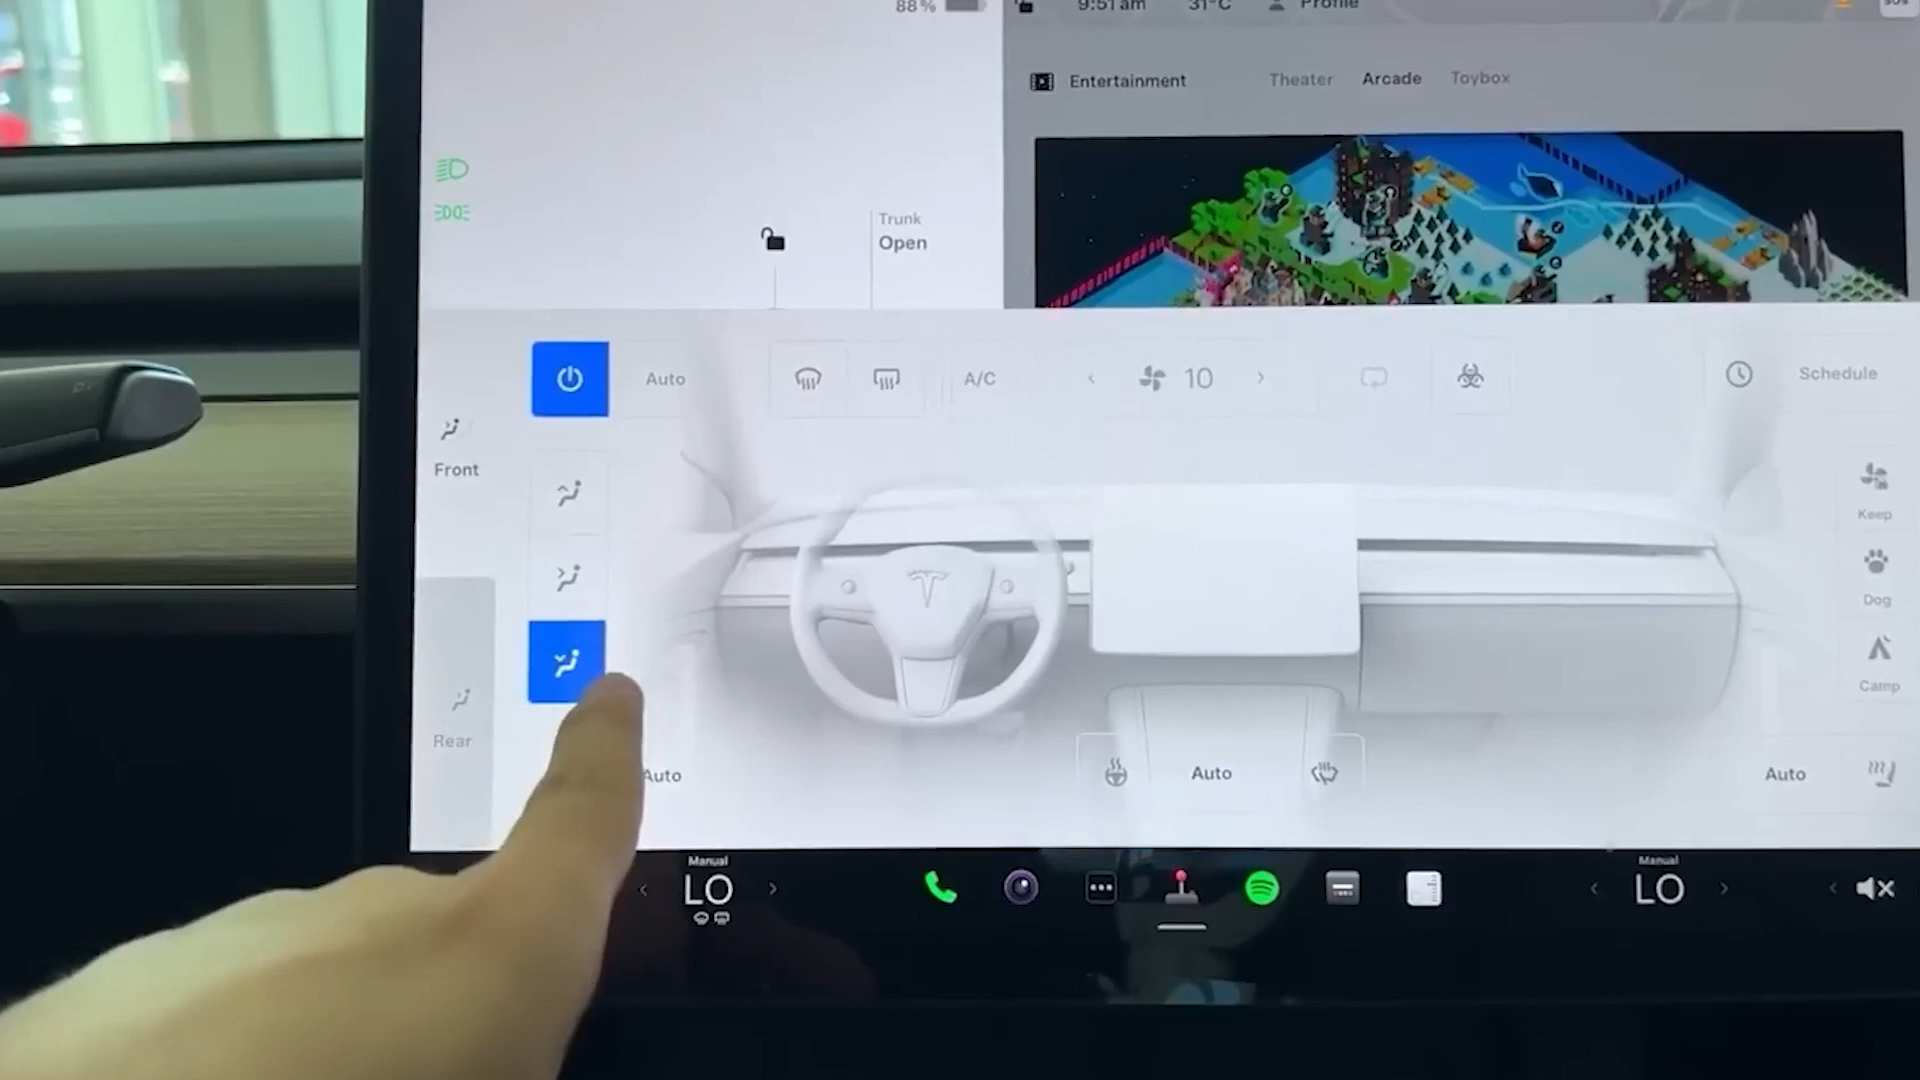 88%
9:51 am 31°C Profile
SOS
Entertainment Theater Arcade Toybox
Trunk
Open
Auto A/C 10 Schedule
Front
Keep
Dog
Camp
Rear
Auto Auto Auto
Manual Manual
LO LO